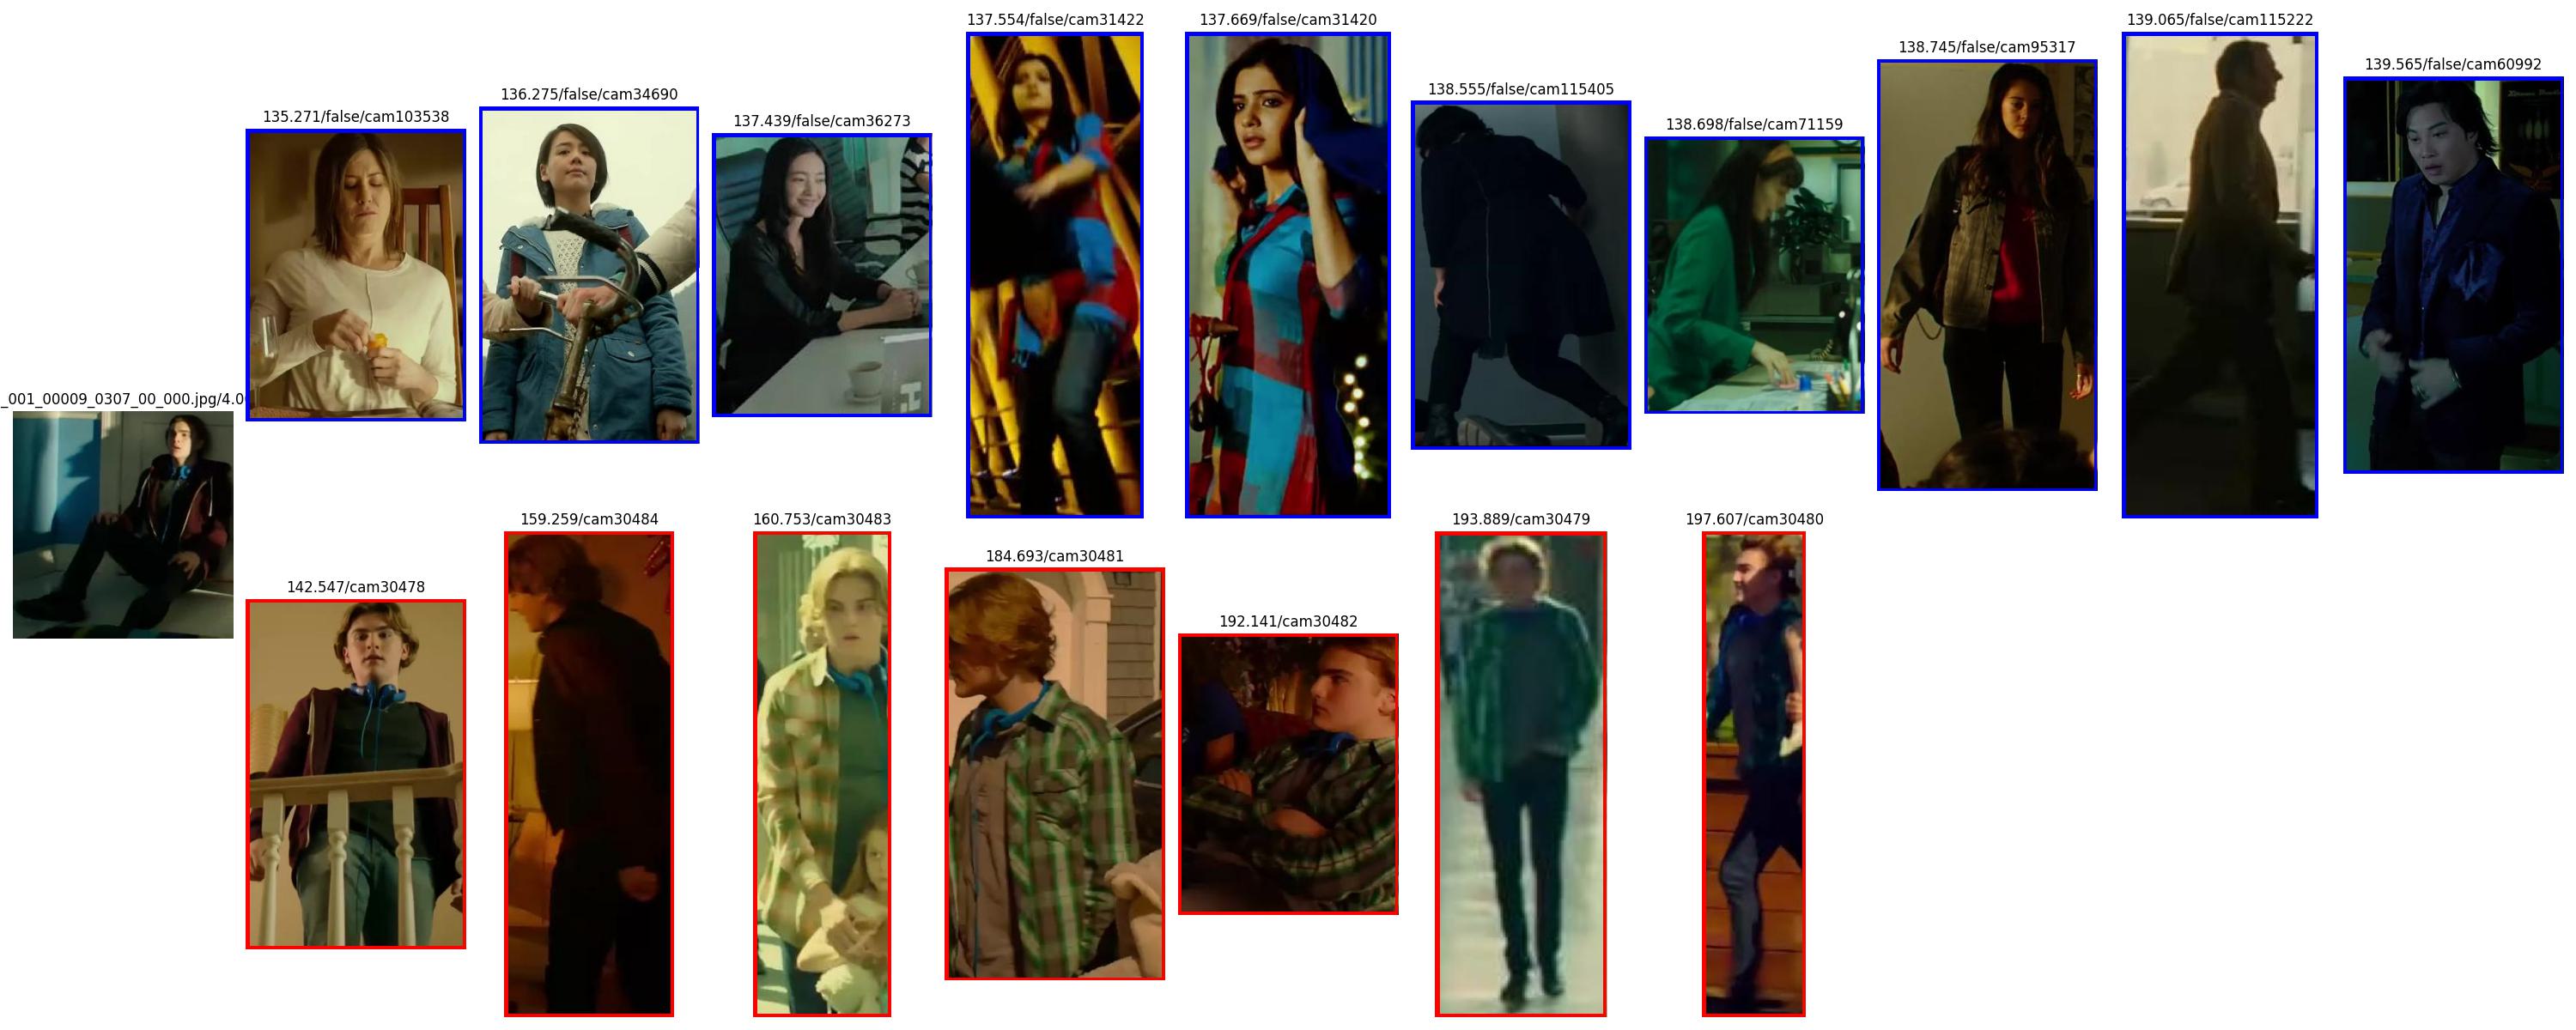 137.554/false/cam31422
137.669/false/cam31420
139.065/false/cam115222
138.745/false/cam95317
139.565/false/cam60992
136.275/false/cam34690
138.555/false/cam115405
135.271/false/cam103538
137.439/false/cam36273
138.698/false/cam71159
_001_00009_0307_00_000.jpg/4.0
159.259/cam30484
160.753/cam30483
193.889/cam30479
197.607/cam30480
184.693/cam30481
142.547/cam30478
192.141/cam30482